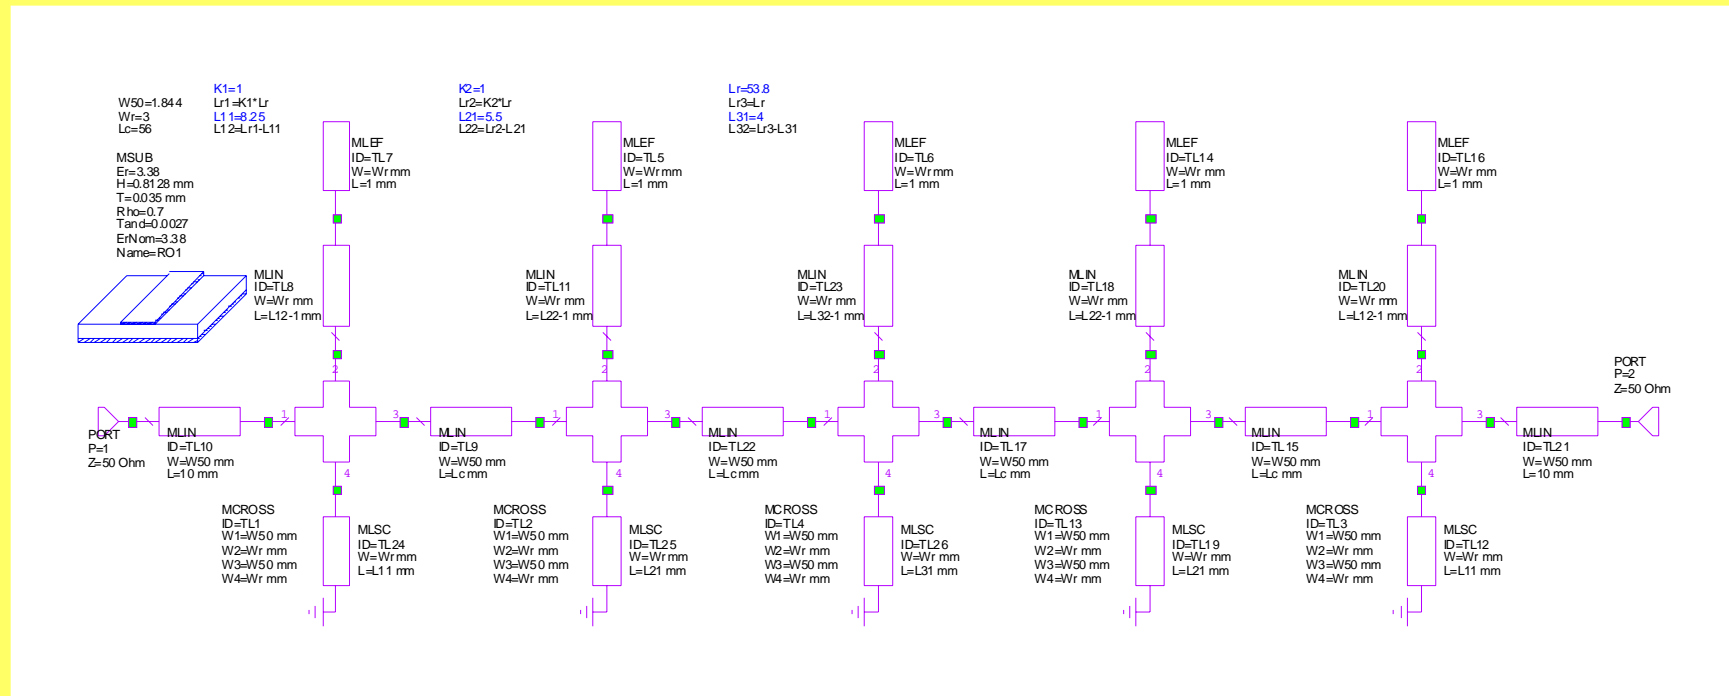 K1=1
Lr1=K1*Lr
L11=8.25
L12=Lr1-L11
K2=1
Lr2=K2*Lr
L21=5.5
L22=Lr2-L21
Lr=53.8
Lr3=Lr
L31=4
L32=Lr3-L31
W50=1.844
Wr=3
Lc=56
MSUB
Er=3.38
H=0.8128 mm
T=0.035 mm
Rho=0.7
Tand=0.0027
ErNom=3.38
Name=RO1
MLEF
ID=TL7
W=Wr mm
L=1 mm
MLEF
ID=TL5
W=Wr mm
L=1 mm
MLEF
ID=TL6
W=Wr mm
L=1 mm
MLEF
ID=TL14
W=Wr mm
L=1 mm
MLEF
ID=TL16
W=Wr mm
L=1 mm
MLIN
ID=TL8
W=Wr mm
L=L12-1 mm
MLIN
ID=TL11
W=Wr mm
L=L22-1 mm
MLIN
ID=TL23
W=Wr mm
L=L32-1 mm
MLIN
ID=TL18
W=Wr mm
L=L22-1 mm
MLIN
ID=TL20
W=Wr mm
L=L12-1 mm
PORT
P=1
Z=50 Ohm
MLIN
ID=TL10
W=W50 mm
L=10 mm
1
2
3
4
MLIN
ID=TL9
W=W50 mm
L=Lc mm
1
2
3
4
MLIN
ID=TL22
W=W50 mm
L=Lc mm
1
2
3
4
MLIN
ID=TL17
W=W50 mm
L=Lc mm
1
2
3
4
MLIN
ID=TL15
W=W50 mm
L=Lc mm
1
2
3
4
MLIN
ID=TL21
W=W50 mm
L=10 mm
PORT
P=2
Z=50 Ohm
MCROSS
ID=TL1
W1=W50 mm
W2=Wr mm
W3=W50 mm
W4=Wr mm
MLSC
ID=TL24
W=Wr mm
L=L11 mm
MCROSS
ID=TL2
W1=W50 mm
W2=Wr mm
W3=W50 mm
W4=Wr mm
MLSC
ID=TL25
W=Wr mm
L=L21 mm
MCROSS
ID=TL4
W1=W50 mm
W2=Wr mm
W3=W50 mm
W4=Wr mm
MLSC
ID=TL26
W=Wr mm
L=L31 mm
MCROSS
ID=TL13
W1=W50 mm
W2=Wr mm
W3=W50 mm
W4=Wr mm
MLSC
ID=TL19
W=Wr mm
L=L21 mm
MCROSS
ID=TL3
W1=W50 mm
W2=Wr mm
W3=W50 mm
W4=Wr mm
MLSC
ID=TL12
W=Wr mm
L=L11 mm